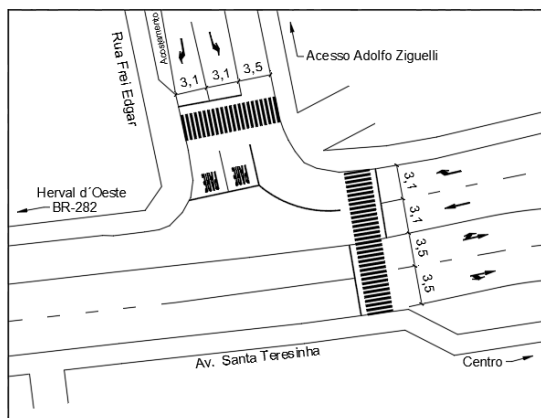 Acostamento
Rua Frei Edgar
3,1
3,1
3,5
Acesso Adolfo Ziguelli
Herval d´Oeste
BR-282
3,1
3,1
3,5
3,5
Av. Santa Teresinha
Centro